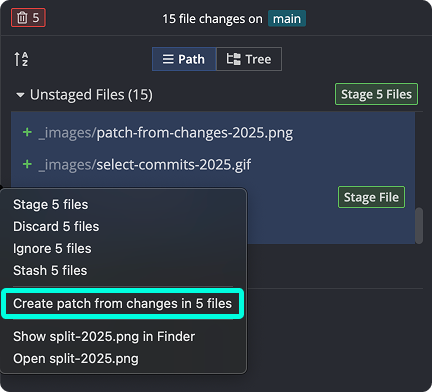 5
15 file changes on main
A
Z
Path
Tree
Unstaged Files (15)
Stage 5 Files
+ _images/patch-from-changes-2025.png
+ _images/select-commits-2025.gif
Stage File
Stage 5 files
Discard 5 files
Ignore 5 files
Stash 5 files
Create patch from changes in 5 files
Show split-2025.png in Finder
Open split-2025.png